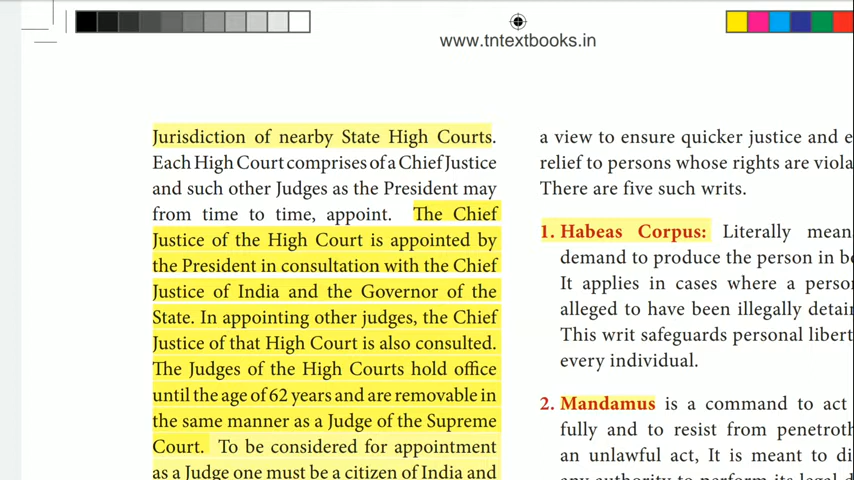 www.tntextbooks.in
Jurisdiction of nearby State High Courts.
Each High Court comprises of a Chief Justice
and such other Judges as the President may
from time to time, appoint. The Chief
Justice of the High Court is appointed by
the President in consultation with the Chief
Justice of India and the Governor of the
State. In appointing other judges, the Chief
Justice of that High Court is also consulted.
The Judges of the High Courts hold office
until the age of 62 years and are removable in
the same manner as a Judge of the Supreme
Court. To be considered for appointment
as a Judge one must be a citizen of India and
a view to ensure quicker justice and
relief to persons whose rights are
There are five such writs.
1. Habeas Corpus: Literally
demand to produce the person in
It applies in cases where a
alleged to have been illegally
This writ safeguards personal
every individual.
2. Mandamus is a command to act
fully and to resist from
an unlawful act, It is meant to
any authority to perform its legal